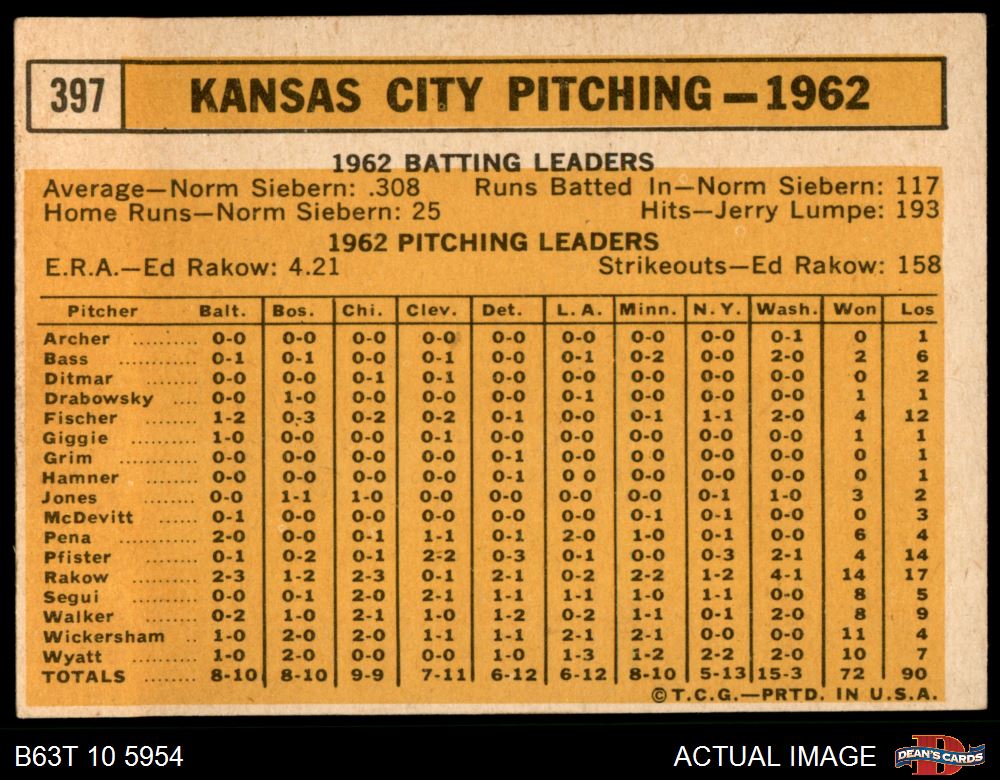 397 KANSAS CITY PITCHING—1962
1962 BATTING LEADERS
Average—Norm Siebern: .308 Runs Batted In—Norm Siebern: 117
Home Runs—Norm Siebern: 25 Hits—Jerry Lumpe: 193
1962 PITCHING LEADERS
E.R.A.—Ed Rakow: 4.21 Strikeouts—Ed Rakow: 158
Pitcher Balt. Bos. Chi. Clev. Det. L.A. Minn. N.Y. Wash. Won Los
Archer .......... 0-0 0-0 0-0 0-0 0-0 0-0 0-0 0-0 0-1 0 1
Bass .......... 0-1 0-1 0-0 0-1 0-0 0-1 0-2 0-0 2-0 2 6
Ditmar ........ 0-0 0-0 0-1 0-1 0-0 0-0 0-0 0-0 0-0 0 2
Drabowsky .... 0-0 1-0 0-0 0-0 0-0 0-1 0-0 0-0 0-0 1 1
Fischer ........ 1-2 0-3 0-2 0-2 0-1 0-0 0-1 1-1 2-0 4 12
Giggie .......... 1-0 0-0 0-0 0-1 0-0 0-0 0-0 0-0 0-0 1 1
Grim ............ 0-0 0-0 0-0 0-0 0-1 0-0 0-0 0-0 0-0 0 1
Hamner ........ 0-0 0-0 0-0 0-0 0-1 0 0 0 0 0-0 0-0 0 1
Jones ........ 0-0 1-1 1-0 0-0 0-0 0-0 0-0 0-1 1-0 3 2
McDevitt ...... 0-1 0-0 0-0 0-0 0-0 0-0 0-1 0-1 0-0 0 3
Pena .......... 2-0 0-0 0-1 1-1 0-1 2-0 1-0 0-1 0-0 6 4
Pfister ........ 0-1 0-2 0-1 2-2 0-3 0-1 0-0 0-3 2-1 4 14
Rakow .......... 2-3 1-2 2-3 0-1 2-1 0-2 2-2 1-2 4-1 14 17
Segui .......... 0-0 0-1 2-0 2-1 1-1 1-1 1-0 1-1 0-0 8 5
Walker ........ 0-2 1-0 2-1 1-0 1-2 0-2 1-1 0-1 2-0 8 9
Wickersham .. 1-0 2-0 2-0 1-1 1-1 2-1 2-1 0-0 0-0 11 4
Wyatt .......... 1-0 2-0 0-0 0-0 1-0 1-3 1-2 2-2 2-0 10 7
TOTALS ........ 8-10 8-10 9-9 7-11 6-12 6-12 8-10 5-13 15-3 72 90
©T.C.G.—PRTD. IN U.S.A.
B63T 10 5954 ACTUAL IMAGE DEAN'S CARDS